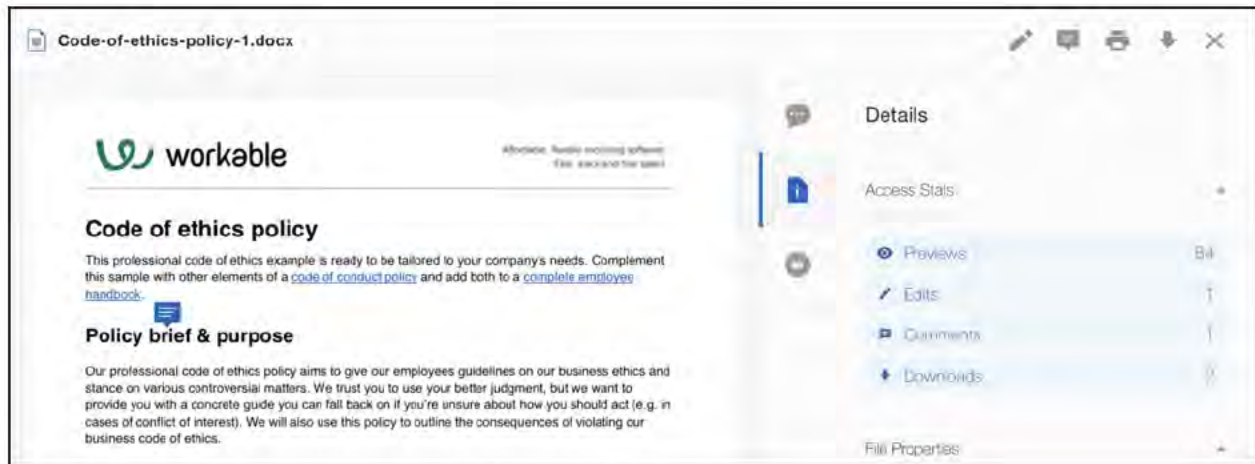 Code-of-ethics-policy-1.docx
workable
Code of ethics policy
This professional code of ethics example is ready to be tailored to your company's needs. Complement
this sample with other elements of a code of conduct policy and add both to a complete employee
handbook.
Policy brief & purpose
Our professional code of ethics policy aims to give our employees guidelines on our business ethics and
stance on various controversial matters. We trust you to use your better judgment, but we want to
provide you with a concrete guide you can fall back on if you're unsure about how you should act (e.g. in
cases of conflict of interest). We will also use this policy to outline the consequences of violating our
business code of ethics.
Details
Access Stats
Previews 84
Edits 1
Comments 1
Downloads
File Properties